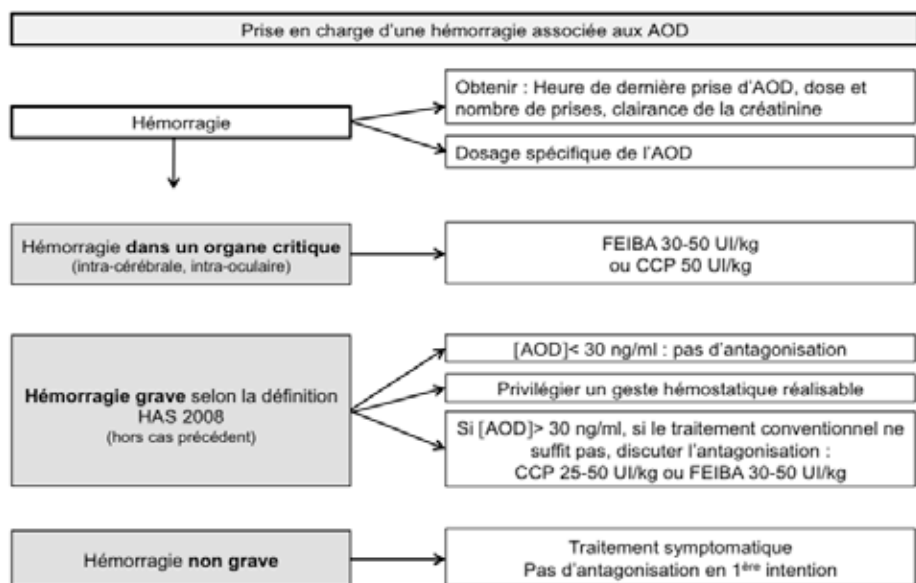 Prise en charge d'une hémorragie associée aux AOD
Hémorragie
Obtenir : Heure de dernière prise d'AOD, dose et
nombre de prises, clairance de la créatinine
Dosage spécifique de l'AOD
Hémorragie dans un organe critique
(intra-cérébrale, intra-oculaire)
FEIBA 30-50 UI/kg
ou CCP 50 UI/kg
Hémorragie grave selon la définition
HAS 2008
(hors cas précédent)
[AOD]< 30 ng/ml : pas d'antagonisation
Privilégier un geste hémostatique réalisable
Si [AOD]> 30 ng/ml, si le traitement conventionnel ne
suffit pas, discuter l'antagonisation :
CCP 25-50 UI/kg ou FEIBA 30-50 UI/kg
Hémorragie non grave
Traitement symptomatique
Pas d'antagonisation en 1ère intention